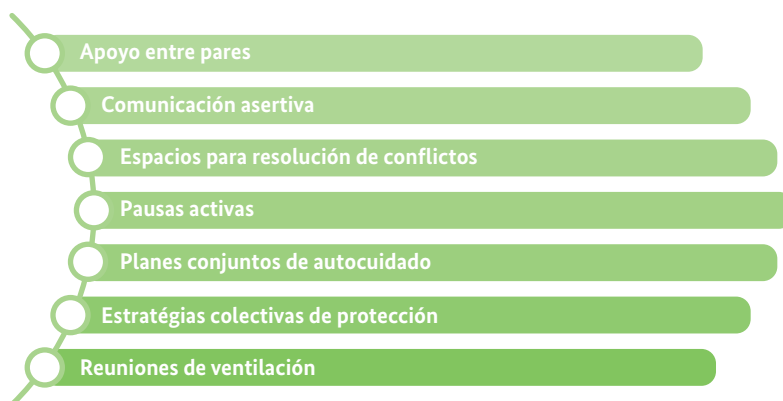 Apoyo entre pares
Comunicación asertiva
Espacios para resolución de conflictos
Pausas activas
Planes conjuntos de autocuidado
Estratégias colectivas de protección
Reuniones de ventilación